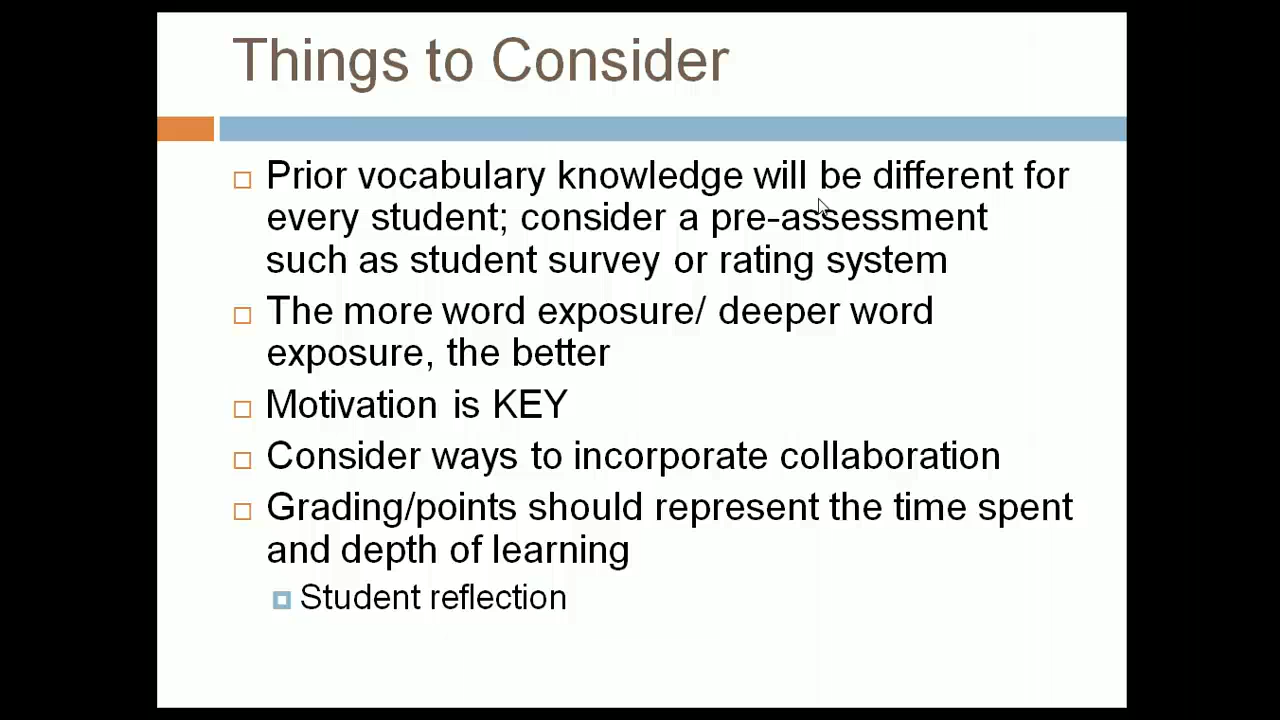 Things to Consider
Prior vocabulary knowledge will be different for
every student; consider a pre-assessment
such as student survey or rating system
The more word exposure/ deeper word
exposure, the better
Motivation is KEY
Consider ways to incorporate collaboration
Grading/points should represent the time spent
and depth of learning
Student reflection